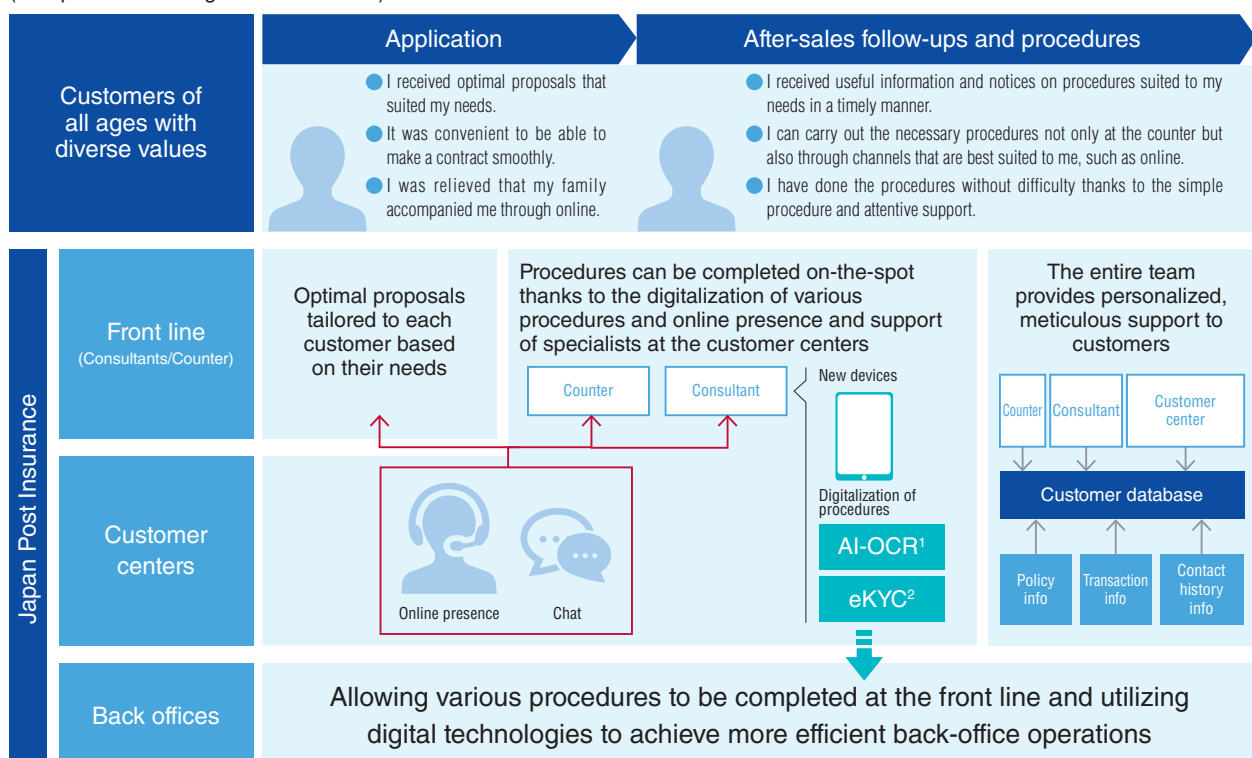 Application
After-sales follow-ups and procedures
Customers of
all ages with
diverse values
I received optimal proposals that
suited my needs.
It was convenient to be able to
make a contract smoothly.
I was relieved that my family
accompanied me through online.
I received useful information and notices on procedures suited to my
needs in a timely manner.
I can carry out the necessary procedures not only at the counter but
also through channels that are best suited to me, such as online.
I have done the procedures without difficulty thanks to the simple
procedure and attentive support.
Japan Post Insurance
Front line
(Consultants/Counter)
Optimal proposals
tailored to each
customer based
on their needs
Procedures can be completed on-the-spot
thanks to the digitalization of various
procedures and online presence and support
of specialists at the customer centers
Counter
Consultant
New devices
Digitalization of
procedures
AI-OCR¹
eKYC²
The entire team
provides personalized,
meticulous support to
customers
Counter
Consultant
Customer
center
Customer database
Policy
info
Transaction
info
Contact
history
info
Customer
centers
Online presence
Chat
Back offices
Allowing various procedures to be completed at the front line and utilizing
digital technologies to achieve more efficient back-office operations